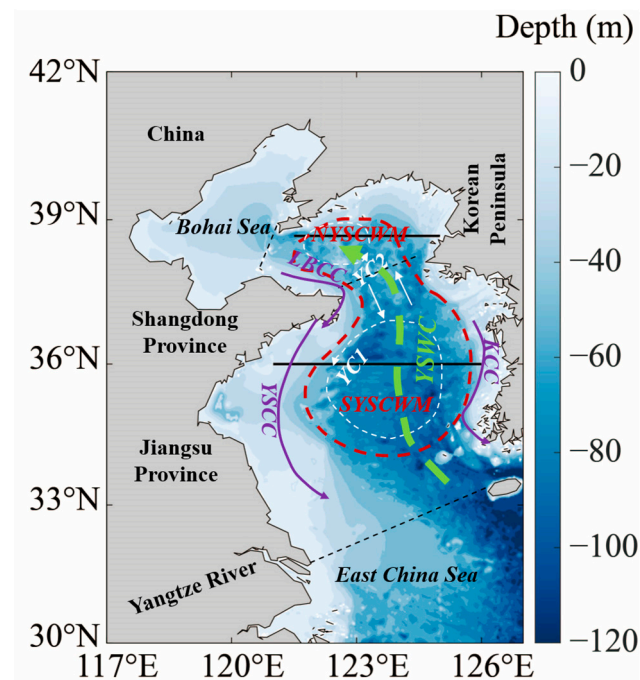 Depth (m)
42°N
39°N
36°N
33°N
30°N
117°E
120°E
123°E
126°E
0
−20
−40
−60
−80
−100
−120
China
Korean
Peninsula
Bohai Sea
NYSCWM
YC2
LBCC
Shangdong
Province
YC1
YSWC
KCC
SYSCWM
YSCC
Jiangsu
Province
Yangtze River
East China Sea